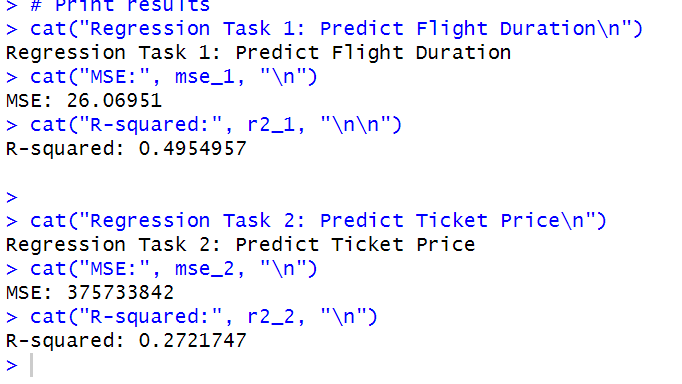 > # Print results
> cat("Regression Task 1: Predict Flight Duration\n")
Regression Task 1: Predict Flight Duration
> cat("MSE:", mse_1, "\n")
MSE: 26.06951
> cat("R-squared:", r2_1, "\n\n")
R-squared: 0.4954957
>
> cat("Regression Task 2: Predict Ticket Price\n")
Regression Task 2: Predict Ticket Price
> cat("MSE:", mse_2, "\n")
MSE: 375733842
> cat("R-squared:", r2_2, "\n")
R-squared: 0.2721747
>